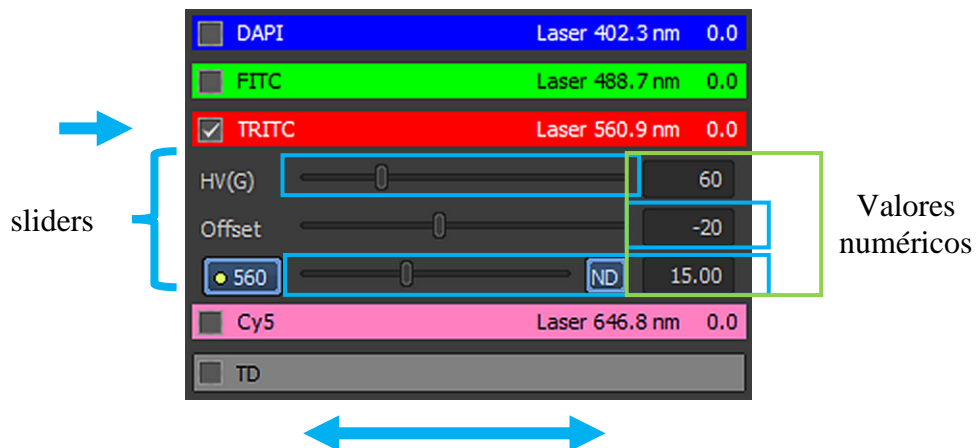 DAPI Laser 402.3 nm 0.0
FITC Laser 488.7 nm 0.0
TRITC Laser 560.9 nm 0.0
sliders
HV(G) 60
Offset -20
560 ND 15.00
Valores
numéricos
Cy5 Laser 646.8 nm 0.0
TD